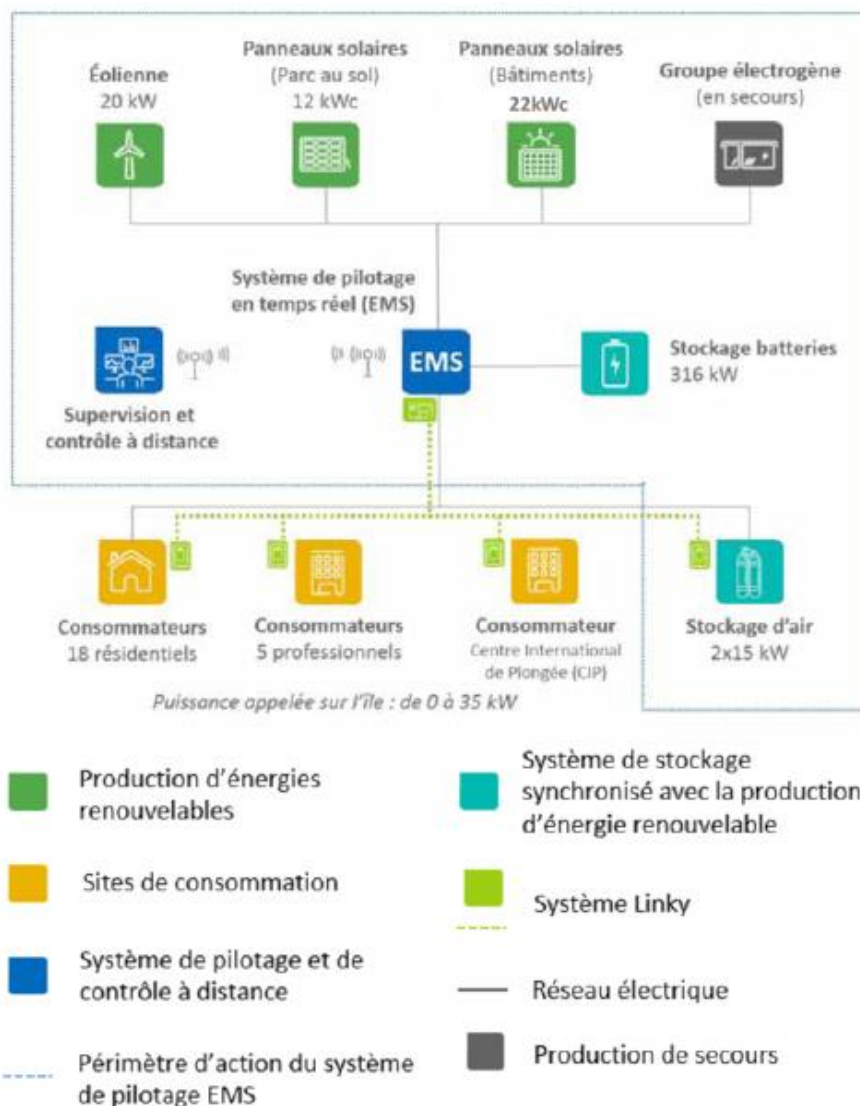 Éolienne
20 kW
Panneaux solaires
(Parc au sol)
12 kWc
Panneaux solaires
(Bâtiments)
22kWc
Groupe électrogène
(en secours)
Système de pilotage
en temps réel (EMS)
EMS
Stockage batteries
316 kW
Supervision et
contrôle à distance
Consommateurs
18 résidentiels
Consommateurs
5 professionnels
Consommateur
Centre International
de Plongée (CIP)
Stockage d'air
2x15 kW
Puissance appelée sur l'île : de 0 à 35 kW
Production d'énergies
renouvelables
Système de stockage
synchronisé avec la production
d'énergie renouvelable
Sites de consommation
Système Linky
Système de pilotage et de
contrôle à distance
Réseau électrique
Périmètre d'action du système
de pilotage EMS
Production de secours